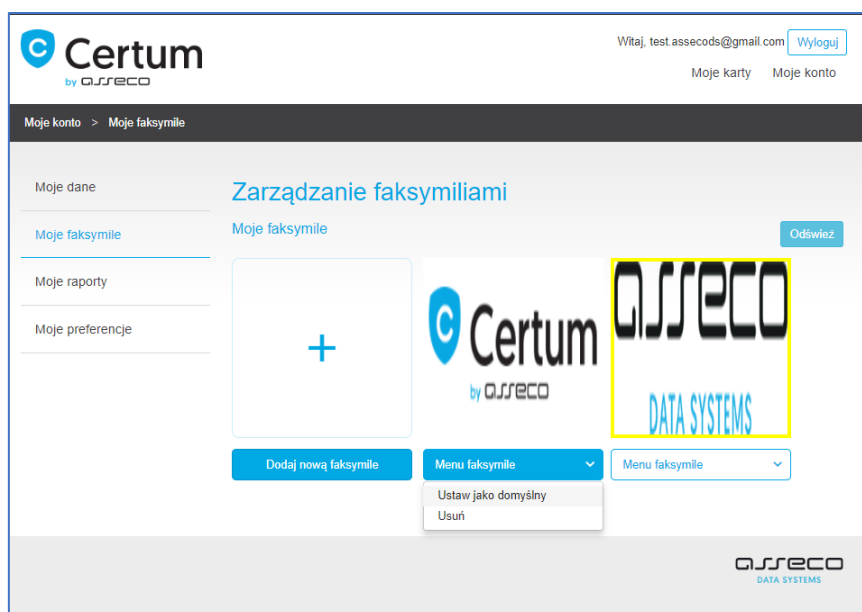 Certum
by asseco
Witaj, test.assecods@gmail.com Wyloguj
Moje karty Moje konto
Moje konto > Moje faksymile
Moje dane
Moje faksymile
Moje raporty
Moje preferencje
Zarządzanie faksymiliami
Moje faksymile
Odśwież
+
Certum
by asseco
asseco
DATA SYSTEMS
Dodaj nową faksymile
Menu faksymile
Menu faksymile
Ustaw jako domyślny
Usuń
asseco
DATA SYSTEMS